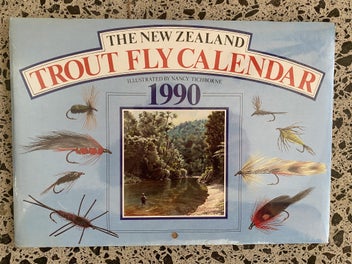 THE NEW ZEALAND
TROUT FLY CALENDAR
ILLUSTRATED BY NANCY TICHBORNE
1990